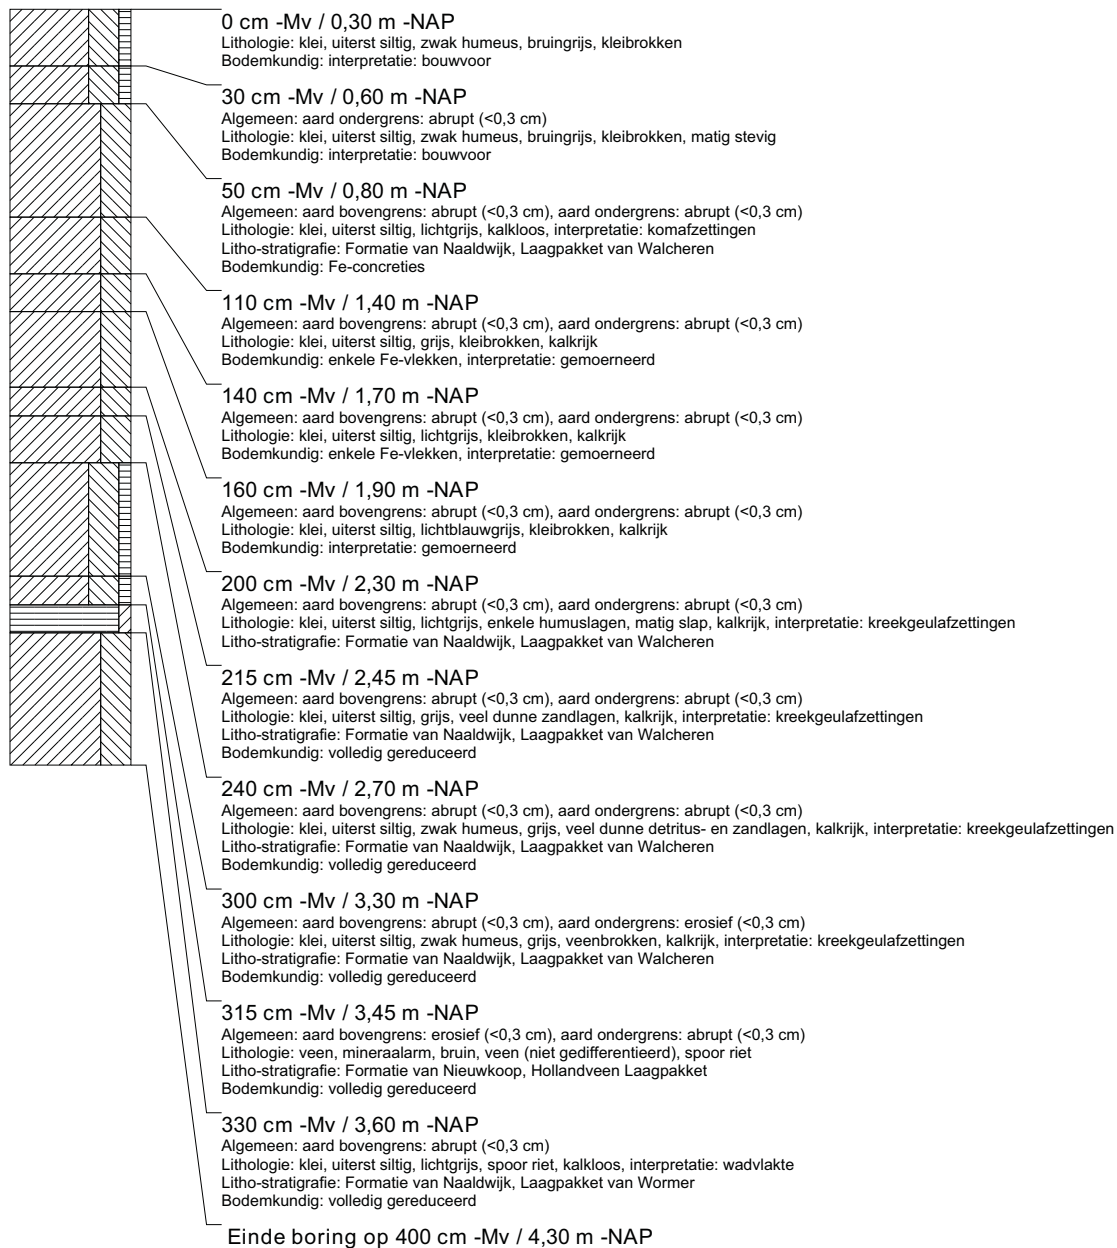 0 cm -Mv / 0,30 m -NAP
Lithologie: klei, uiterst siltig, zwak humeus, bruingrijs, kleibrokken
Bodemkundig: interpretatie: bouwvoor
30 cm -Mv / 0,60 m -NAP
Algemeen: aard ondergrens: abrupt (<0,3 cm)
Lithologie: klei, uiterst siltig, zwak humeus, bruingrijs, kleibrokken, matig stevig
Bodemkundig: interpretatie: bouwvoor
50 cm -Mv / 0,80 m -NAP
Algemeen: aard bovengrens: abrupt (<0,3 cm), aard ondergrens: abrupt (<0,3 cm)
Lithologie: klei, uiterst siltig, lichtgrijs, kalkloos, interpretatie: komafzettingen
Litho-stratigrafie: Formatie van Naaldwijk, Laagpakket van Walcheren
Bodemkundig: Fe-concreties
110 cm -Mv / 1,40 m -NAP
Algemeen: aard bovengrens: abrupt (<0,3 cm), aard ondergrens: abrupt (<0,3 cm)
Lithologie: klei, uiterst siltig, grijs, kleibrokken, kalkrijk
Bodemkundig: enkele Fe-vlekken, interpretatie: gemoerneerd
140 cm -Mv / 1,70 m -NAP
Algemeen: aard bovengrens: abrupt (<0,3 cm), aard ondergrens: abrupt (<0,3 cm)
Lithologie: klei, uiterst siltig, lichtgrijs, kleibrokken, kalkrijk
Bodemkundig: enkele Fe-vlekken, interpretatie: gemoerneerd
160 cm -Mv / 1,90 m -NAP
Algemeen: aard bovengrens: abrupt (<0,3 cm), aard ondergrens: abrupt (<0,3 cm)
Lithologie: klei, uiterst siltig, lichtblauwgrijs, kleibrokken, kalkrijk
Bodemkundig: interpretatie: gemoerneerd
200 cm -Mv / 2,30 m -NAP
Algemeen: aard bovengrens: abrupt (<0,3 cm), aard ondergrens: abrupt (<0,3 cm)
Lithologie: klei, uiterst siltig, lichtgrijs, enkele humuslagen, matig slap, kalkrijk, interpretatie: kreekgeulafzettingen
Litho-stratigrafie: Formatie van Naaldwijk, Laagpakket van Walcheren
215 cm -Mv / 2,45 m -NAP
Algemeen: aard bovengrens: abrupt (<0,3 cm), aard ondergrens: abrupt (<0,3 cm)
Lithologie: klei, uiterst siltig, grijs, veel dunne zandlagen, kalkrijk, interpretatie: kreekgeulafzettingen
Litho-stratigrafie: Formatie van Naaldwijk, Laagpakket van Walcheren
Bodemkundig: volledig gereduceerd
240 cm -Mv / 2,70 m -NAP
Algemeen: aard bovengrens: abrupt (<0,3 cm), aard ondergrens: abrupt (<0,3 cm)
Lithologie: klei, uiterst siltig, zwak humeus, grijs, veel dunne detritus- en zandlagen, kalkrijk, interpretatie: kreekgeulafzettingen
Litho-stratigrafie: Formatie van Naaldwijk, Laagpakket van Walcheren
Bodemkundig: volledig gereduceerd
300 cm -Mv / 3,30 m -NAP
Algemeen: aard bovengrens: abrupt (<0,3 cm), aard ondergrens: erosief (<0,3 cm)
Lithologie: klei, uiterst siltig, zwak humeus, grijs, veenbrokken, kalkrijk, interpretatie: kreekgeulafzettingen
Litho-stratigrafie: Formatie van Naaldwijk, Laagpakket van Walcheren
Bodemkundig: volledig gereduceerd
315 cm -Mv / 3,45 m -NAP
Algemeen: aard bovengrens: erosief (<0,3 cm), aard ondergrens: abrupt (<0,3 cm)
Lithologie: veen, mineraalarm, bruin, veen (niet gedifferentieerd), spoor riet
Litho-stratigrafie: Formatie van Nieuwkoop, Hollandveen Laagpakket
Bodemkundig: volledig gereduceerd
330 cm -Mv / 3,60 m -NAP
Algemeen: aard bovengrens: abrupt (<0,3 cm)
Lithologie: klei, uiterst siltig, lichtgrijs, spoor riet, kalkloos, interpretatie: wadvlakte
Litho-stratigrafie: Formatie van Naaldwijk, Laagpakket van Wormer
Bodemkundig: volledig gereduceerd
Einde boring op 400 cm -Mv / 4,30 m -NAP